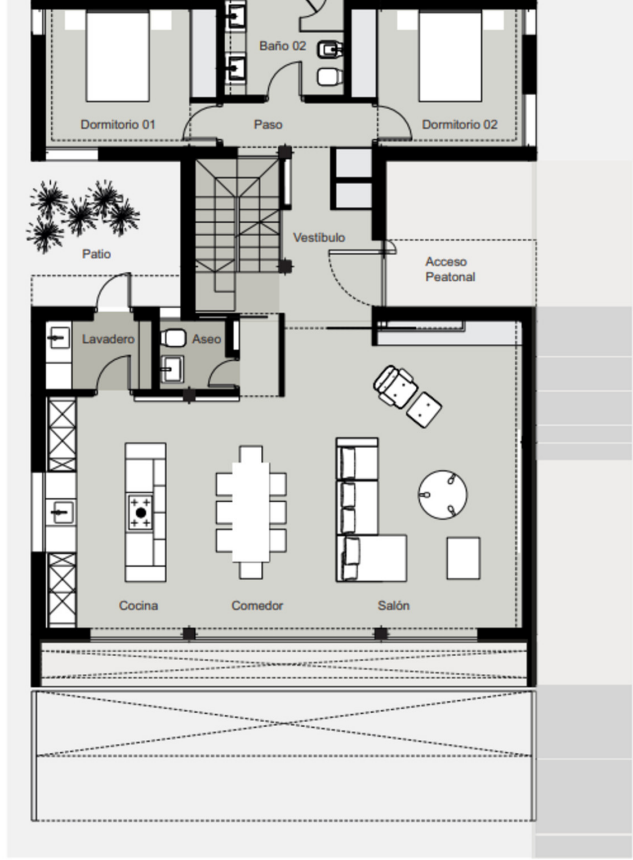 Baño 02
Dormitorio 01
Paso
Dormitorio 02
Vestíbulo
Patio
Acceso
Peatonal
Lavadero
Aseo
Cocina
Comedor
Salón